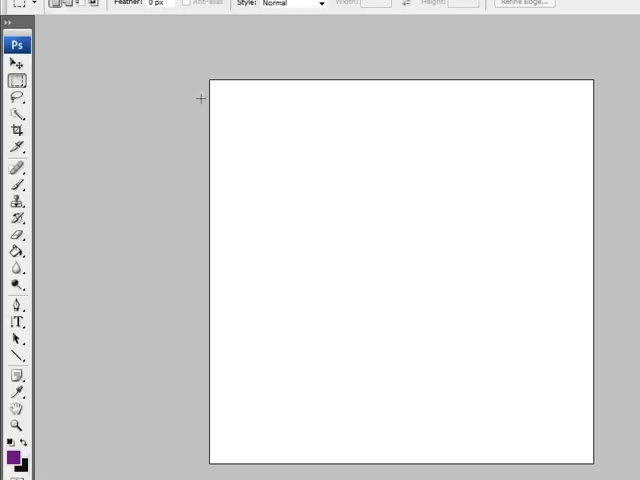 Feather: 0 px Anti-alias Style: Normal Width: Height: Refine Edge...
Ps
T